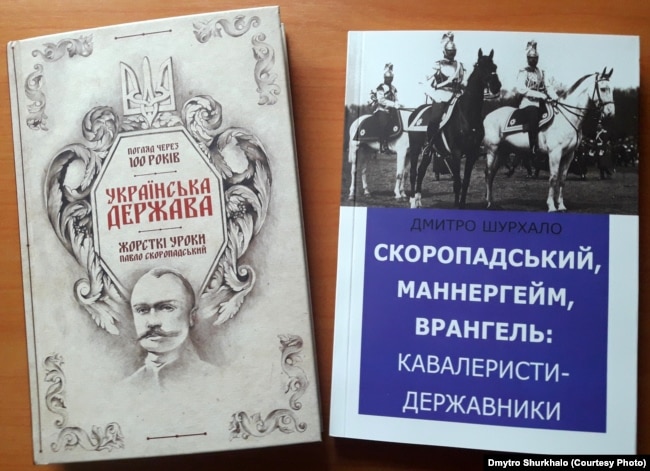 ПОГЛЯД ЧЕРЕЗ
100 РОКІВ
УКРАЇНСЬКА
ДЕРЖАВА
ЖОРСТКІ УРОКИ
ПАВЛО СКОРОПАДСЬКИЙ
ДМИТРО ШУРХАЛО
СКОРОПАДСЬКИЙ,
МАННЕРГЕЙМ,
ВРАНГЕЛЬ:
КАВАЛЕРИСТИ-
ДЕРЖАВНИКИ
Dmytro Shurkhalo (Courtesy Photo)